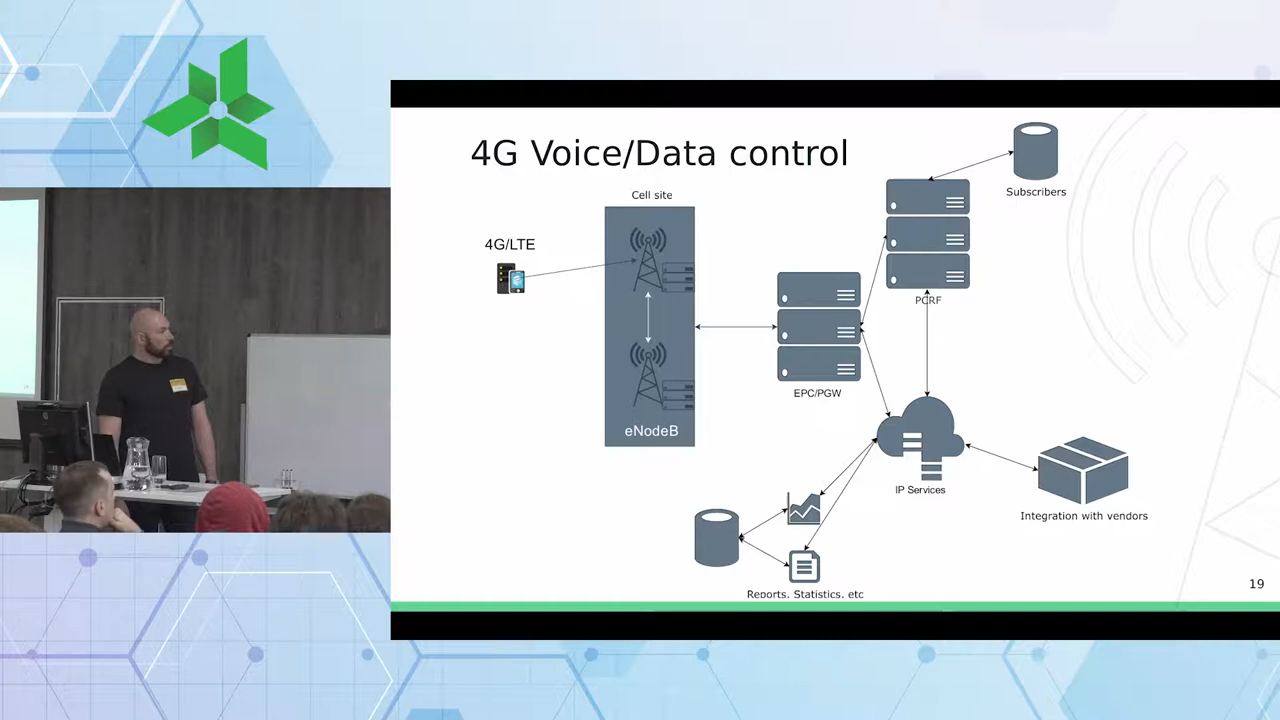 4G Voice/Data control
Cell site
Subscribers
4G/LTE
PCRF
EPC/PGW
eNodeB
IP Services
Integration with vendors
Reports, Statistics, etc
19